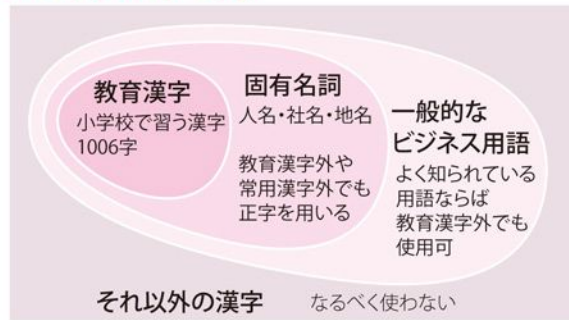 教育漢字
小学校で習う漢字
1006字
固有名詞
人名・社名・地名
教育漢字外や
常用漢字外でも
正字を用いる
一般的な
ビジネス用語
よく知られている
用語ならば
教育漢字外でも
使用可
それ以外の漢字 なるべく使わない